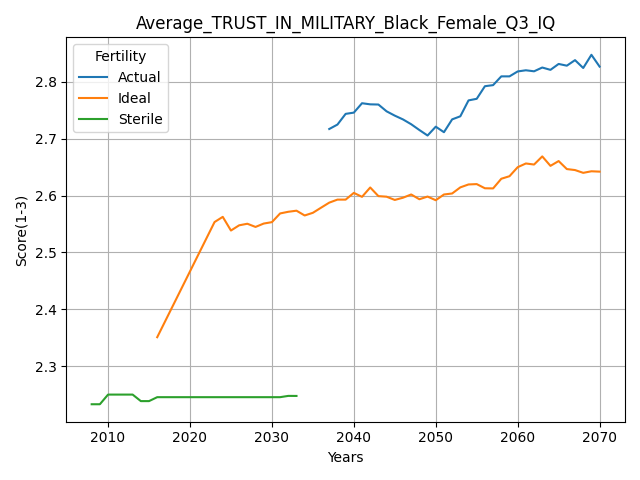 Average_TRUST_IN_MILITARY_Black_Female_Q3_IQ
Fertility
Actual
Ideal
Sterile
Score(1-3)
2.8
2.7
2.6
2.5
2.4
2.3
2010 2020 2030 2040 2050 2060 2070
Years